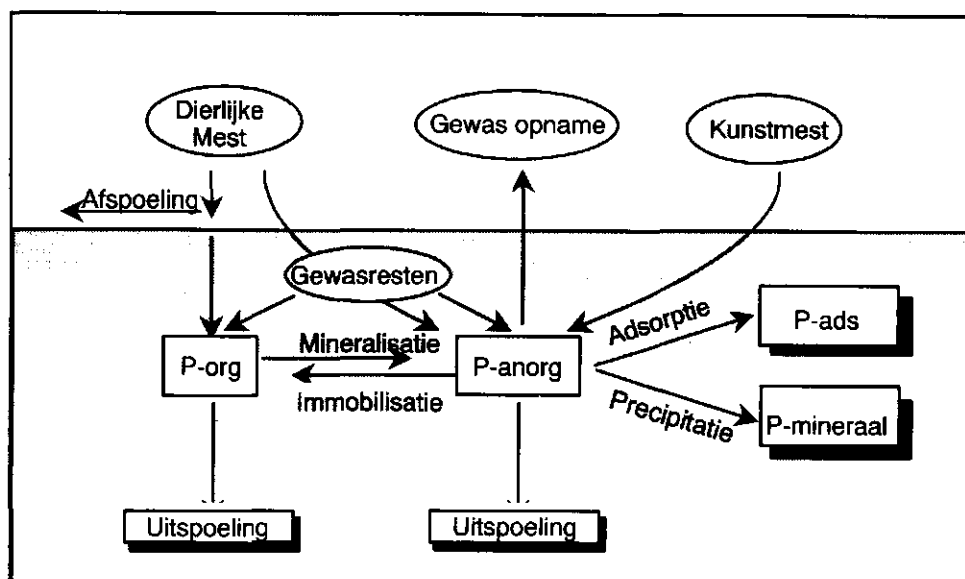 Dierlijke
Mest
Gewas opname
Kunstmest
Afspoeling
Gewasresten
P-org
Mineralisatie
Immobilisatie
P-anorg
Adsorptie
P-ads
Precipitatie
P-mineraal
Uitspoeling
Uitspoeling